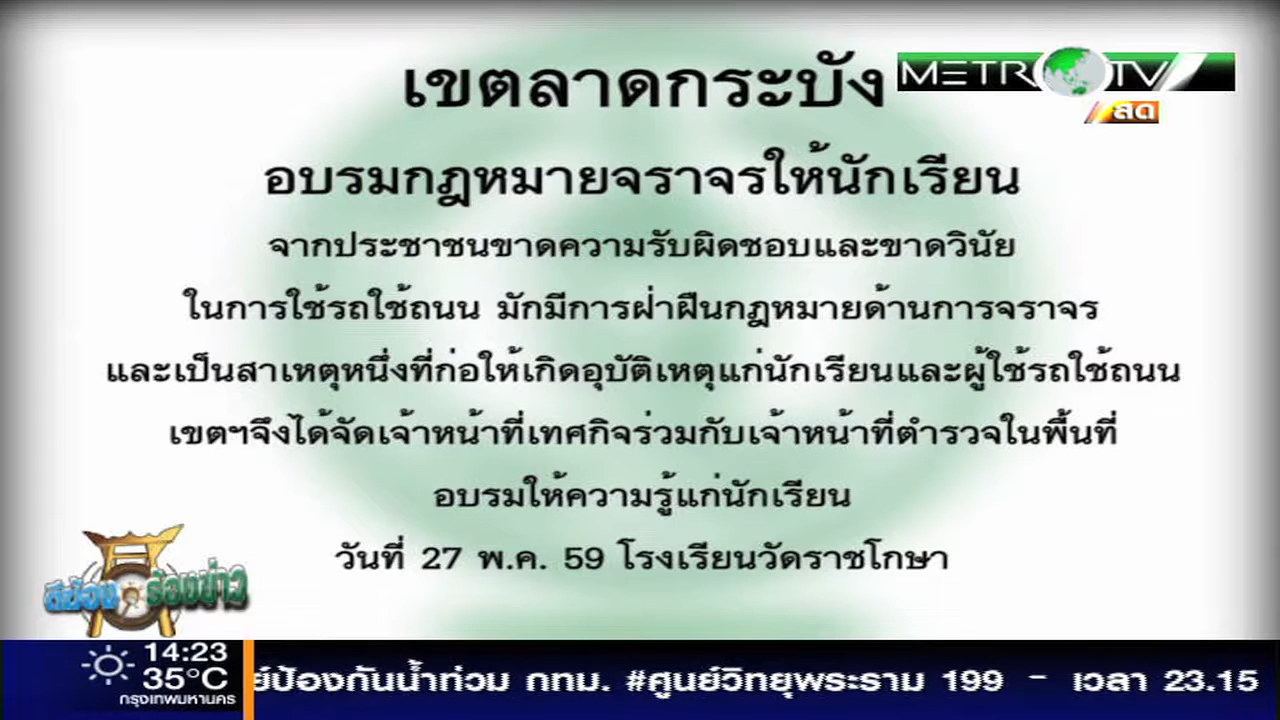 เขตลาดกระบัง
METROTV
สด
อบรมกฎหมายจราจรให้นักเรียน
จากประชาชนขาดความรับผิดชอบและขาดวินัย
ในการใช้รถใช้ถนน มักมีการฝ่าฝืนกฎหมายด้านการจราจร
และเป็นสาเหตุหนึ่งที่ก่อให้เกิดอุบัติเหตุแก่นักเรียนและผู้ใช้รถใช้ถนน
เขตฯจึงได้จัดเจ้าหน้าที่เทศกิจร่วมกับเจ้าหน้าที่ตำรวจในพื้นที่
อบรมให้ความรู้แก่นักเรียน
วันที่ 27 พ.ค. 59 โรงเรียนวัดราชโกษา
ตีฆ้อง ร้องข่าว
14:23
35°C
กรุงเทพมหานคร
ย์ป้องกันน้ำท่วม กทม. #ศูนย์วิทยุพระราม 199 - เวลา 23.15